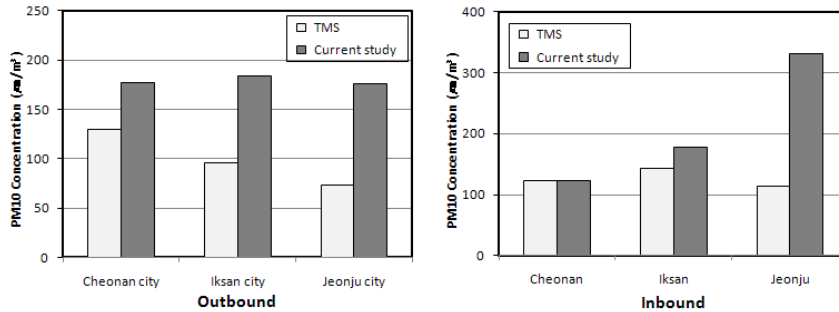 250
200
150
100
50
0
PM10 Concentration (㎍/㎥)
TMS
Current study
Cheonan city Iksan city Jeonju city
Outbound
400
300
200
100
0
PM10 Concentration (㎍/㎥)
TMS
Current study
Cheonan Iksan Jeonju
Inbound